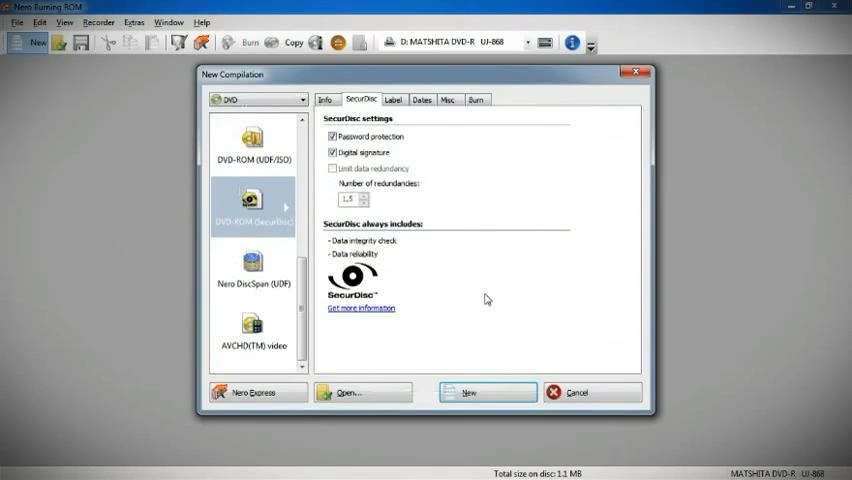 Nero Burning ROM
File Edit View Recorder Extras Window Help
New Burn Copy D: MATSHITA DVD-R UJ-868
New Compilation
DVD
Info SecurDisc Label Dates Misc Burn
SecurDisc settings
Password protection
Digital signature
Limit data redundancy
Number of redundancies:
1,5
SecurDisc always includes:
- Data integrity check
- Data reliability
SecurDisc™
Get more information
DVD-ROM (UDF/ISO)
DVD-ROM (SecurDisc)
Nero DiscSpan (UDF)
AVCHD(TM) video
Nero Express Open... New Cancel
Total size on disc: 1.1 MB MATSHITA DVD-R UJ-868